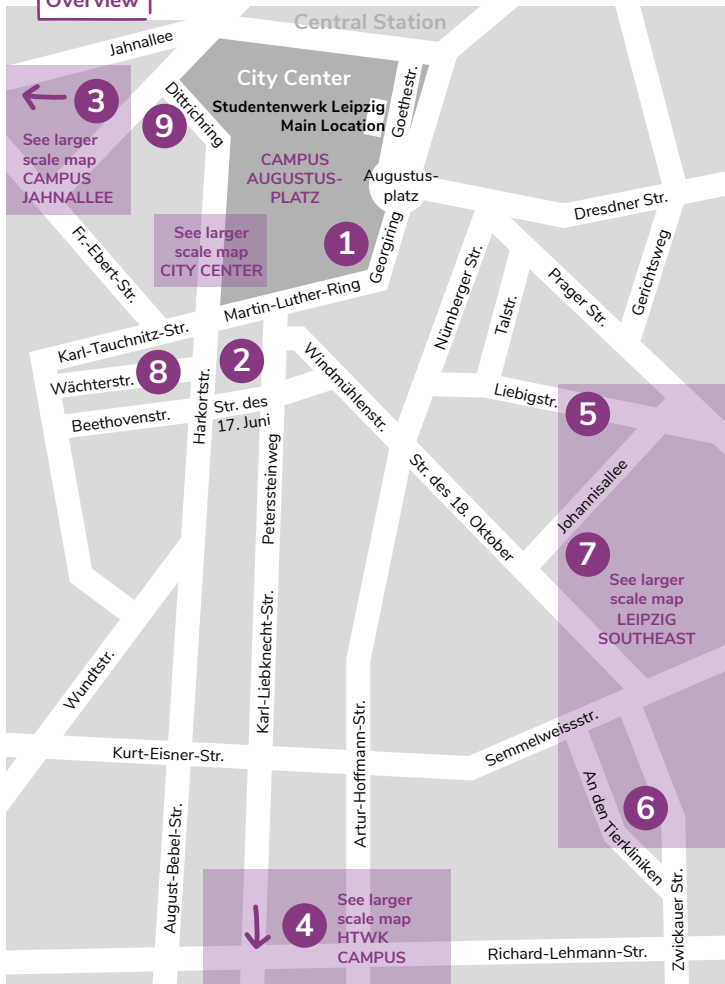 Overview
Central Station
Jahnallee
City Center
Goethestr.
Studentenwerk Leipzig
Main Location
3
Dittrichring
9
See larger
scale map
CAMPUS
JAHNALLEE
CAMPUS
AUGUSTUS-
PLATZ
Augustus-
platz
Dresdner Str.
Fr.-Ebert-Str.
See larger
scale map
CITY CENTER
1
Georgiring
Nürnberger Str.
Talstr.
Prager Str.
Gerichtsweg
Martin-Luther-Ring
Karl-Tauchnitz-Str.
Wächterstr.
8
2
Windmühlenstr.
Liebigstr.
5
Beethovenstr.
Harkortstr.
Str. des
17. Juni
Peterssteinweg
Str. des 18. Oktober
Johannisallee
7
See larger
scale map
LEIPZIG
SOUTHEAST
Wundtstr.
Karl-Liebknecht-Str.
Kurt-Eisner-Str.
Semmelweissstr.
Artur-Hoffmann-Str.
An den Tierkliniken
6
August-Bebel-Str.
4
See larger
scale map
HTWK
CAMPUS
Richard-Lehmann-Str.
Zwickauer Str.